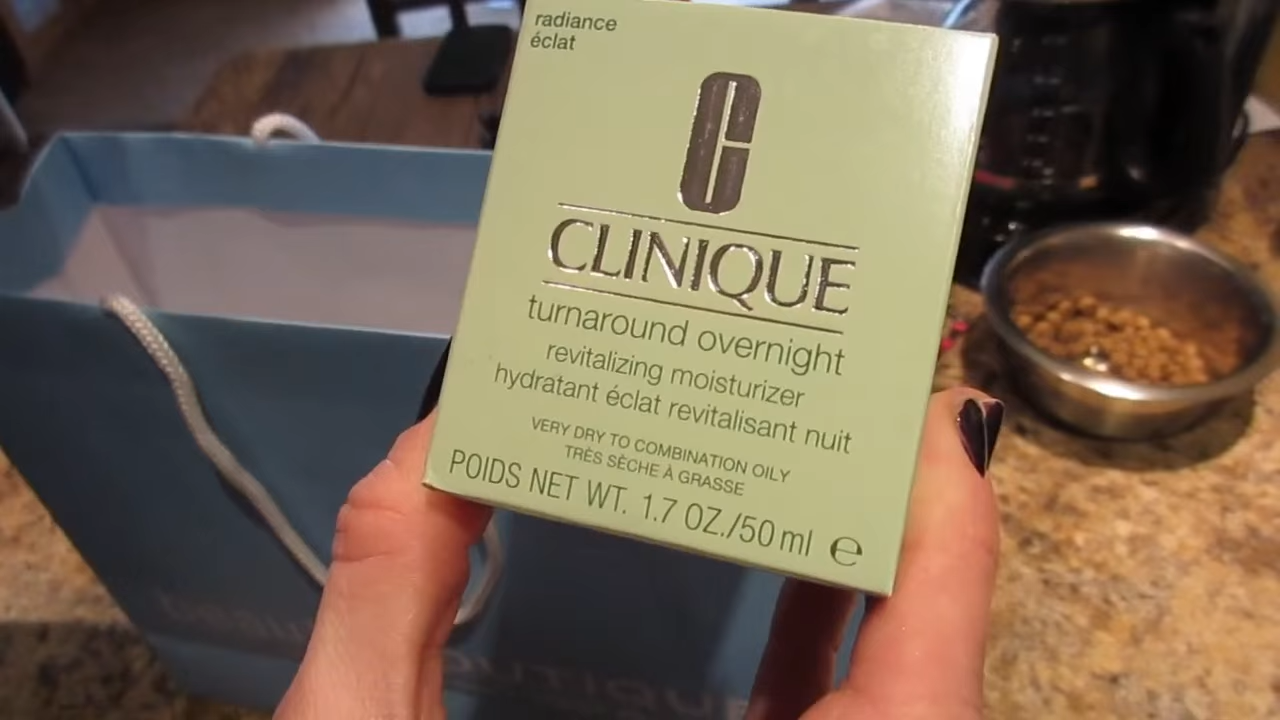 radiance
éclat
CLINIQUE
turnaround overnight
revitalizing moisturizer
hydratant éclat revitalisant nuit
VERY DRY TO COMBINATION OILY
TRÈS SÈCHE À GRASSE
POIDS NET WT. 1.7 OZ./50 ml e